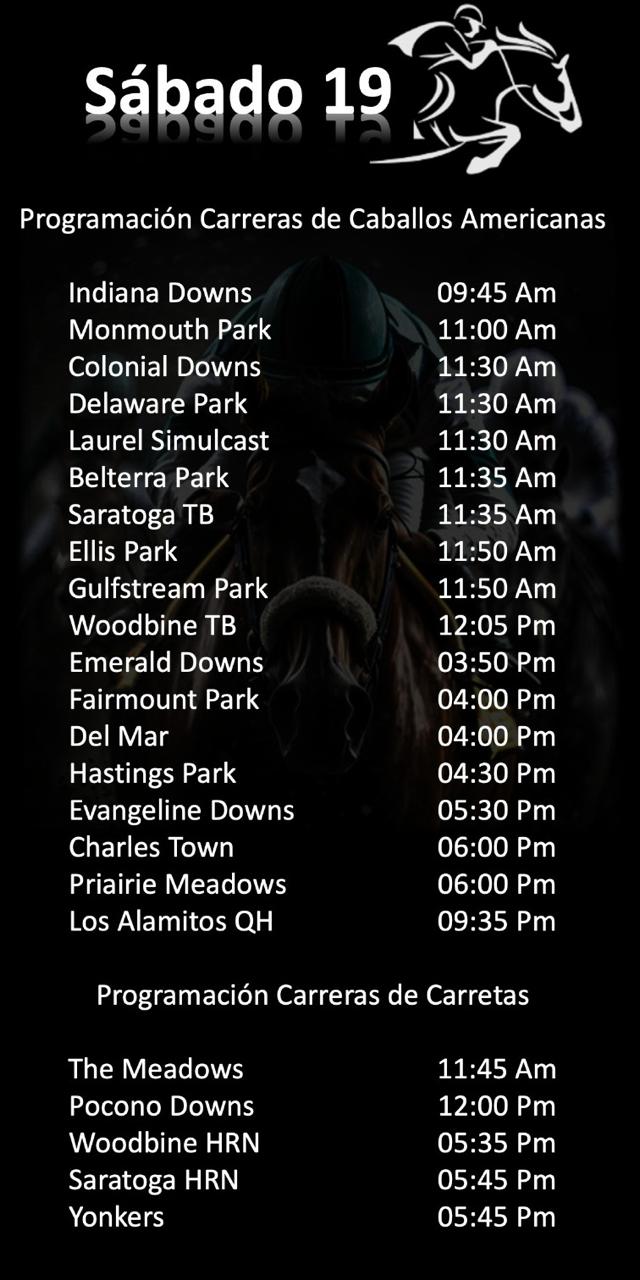 Sábado 19
Programación Carreras de Caballos Americanas
Indiana Downs 09:45 Am
Monmouth Park 11:00 Am
Colonial Downs 11:30 Am
Delaware Park 11:30 Am
Laurel Simulcast 11:30 Am
Belterra Park 11:35 Am
Saratoga TB 11:35 Am
Ellis Park 11:50 Am
Gulfstream Park 11:50 Am
Woodbine TB 12:05 Pm
Emerald Downs 03:50 Pm
Fairmount Park 04:00 Pm
Del Mar 04:00 Pm
Hastings Park 04:30 Pm
Evangeline Downs 05:30 Pm
Charles Town 06:00 Pm
Priairie Meadows 06:00 Pm
Los Alamitos QH 09:35 Pm
Programación Carreras de Carretas
The Meadows 11:45 Am
Pocono Downs 12:00 Pm
Woodbine HRN 05:35 Pm
Saratoga HRN 05:45 Pm
Yonkers 05:45 Pm